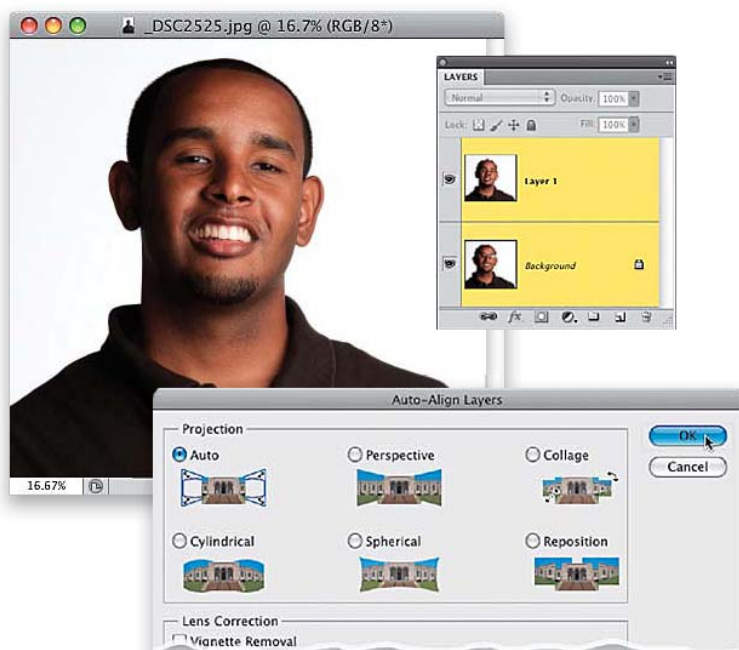 _DSC2525.jpg @ 16.7% (RGB/8*)
16.67%
LAYERS
Normal Opacity: 100%
Lock: Fill: 100%
Layer 1
Background
fx
Auto-Align Layers
Projection
Auto Perspective Collage
Cylindrical Spherical Reposition
OK
Cancel
Lens Correction
Vignette Removal